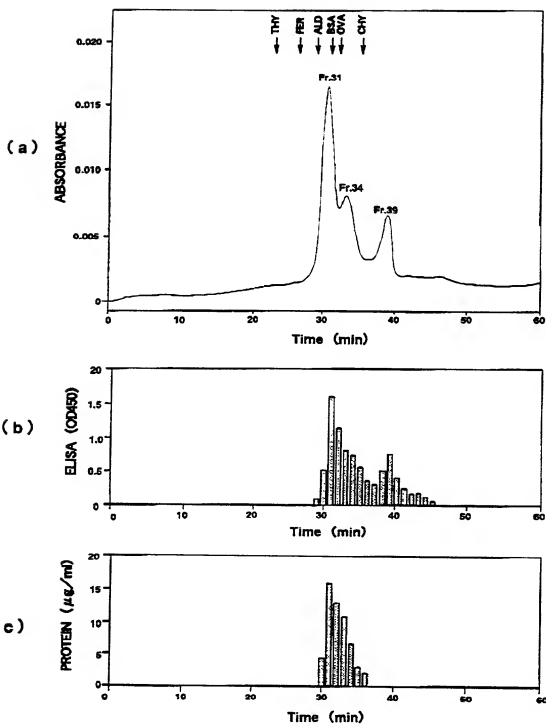 THY FER ALD BSA OVA CHY
(a)
ABSORBANCE
0.020
0.015
0.010
0.005
0
Fr.31
Fr.34
Fr.39
0 10 20 30 40 50 60
Time (min)
(b)
ELISA (OD450)
20
1.5
1.0
0.5
0
0 10 20 30 40 50 60
Time (min)
c)
PROTEIN (µg/ml)
20
15
10
5
0
0 10 20 30 40 50 60
Time (min)